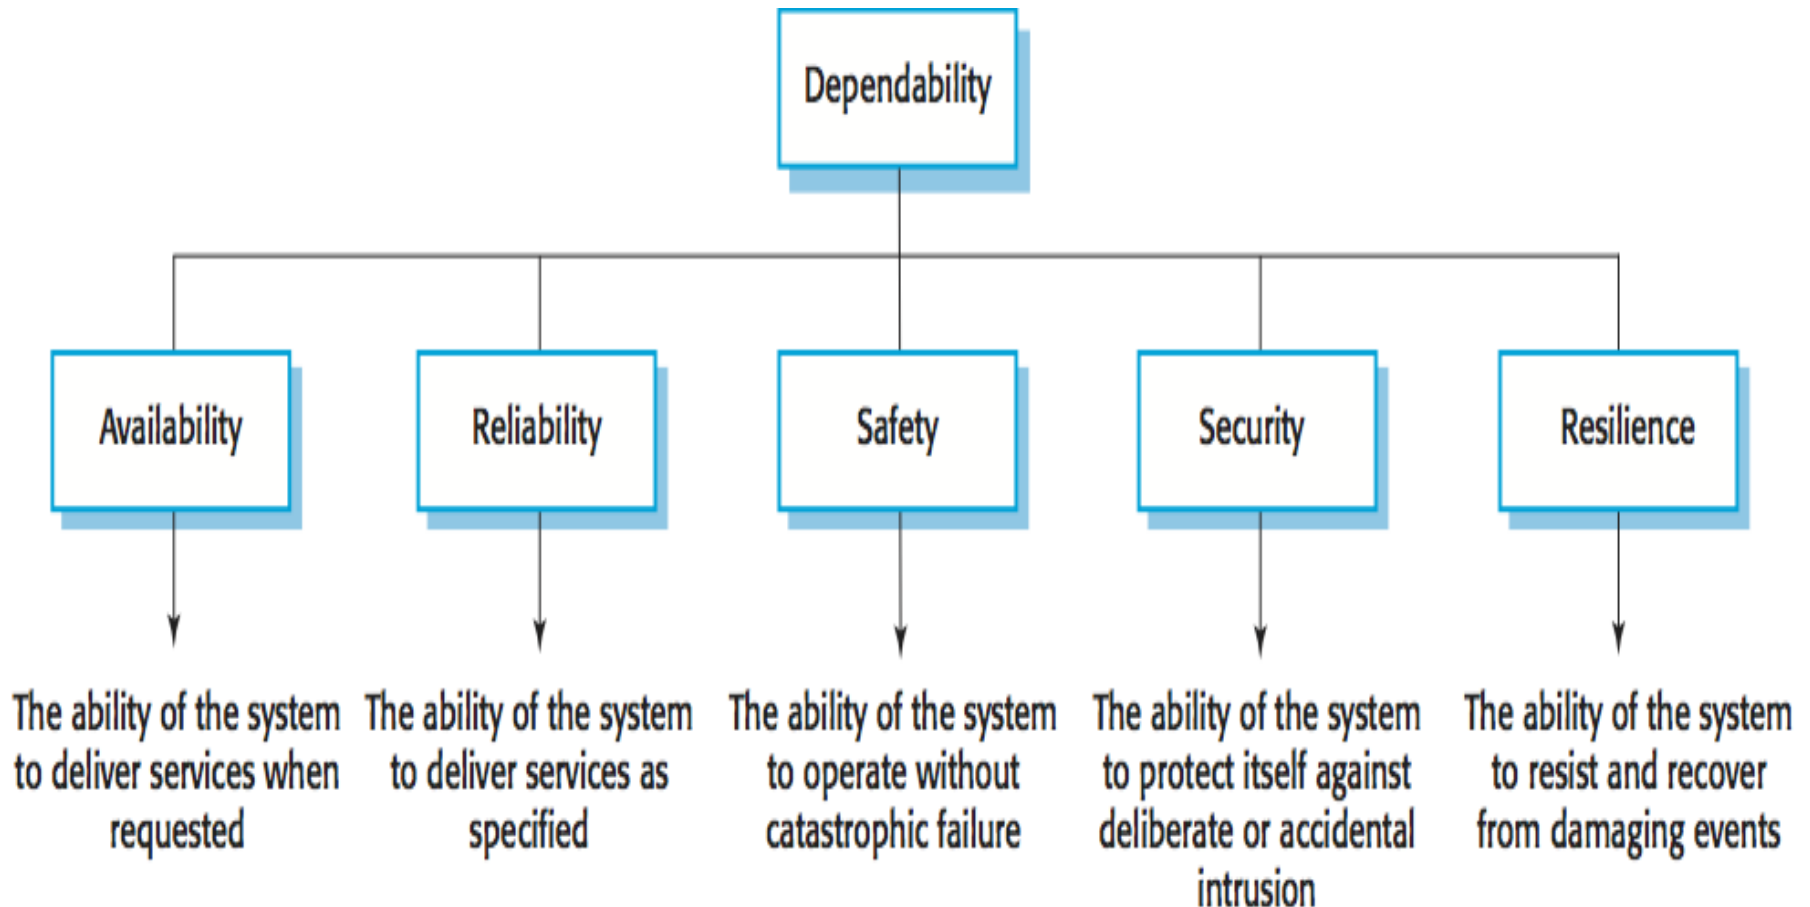 Dependability
Availability
Reliability
Safety
Security
Resilience
The ability of the system
to deliver services when
requested
The ability of the system
to deliver services as
specified
The ability of the system
to operate without
catastrophic failure
The ability of the system
to protect itself against
deliberate or accidental
intrusion
The ability of the system
to resist and recover
from damaging events